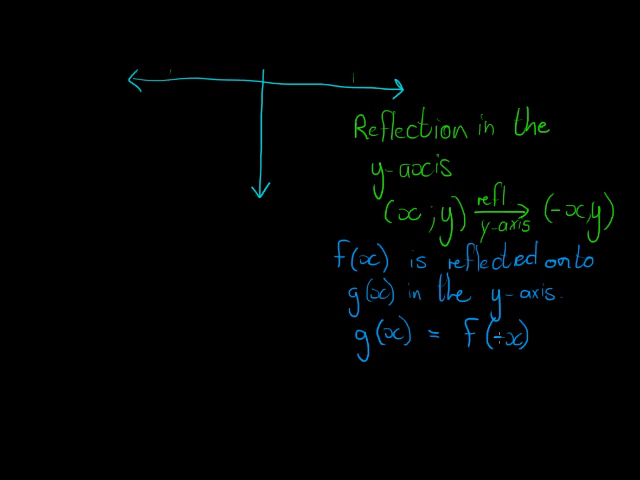 Reflection in the
y-axis
(x ; y) refl y-axis (-x, y)
f(x) is reflected onto
g(x) in the y-axis.
g(x) = f(-x)